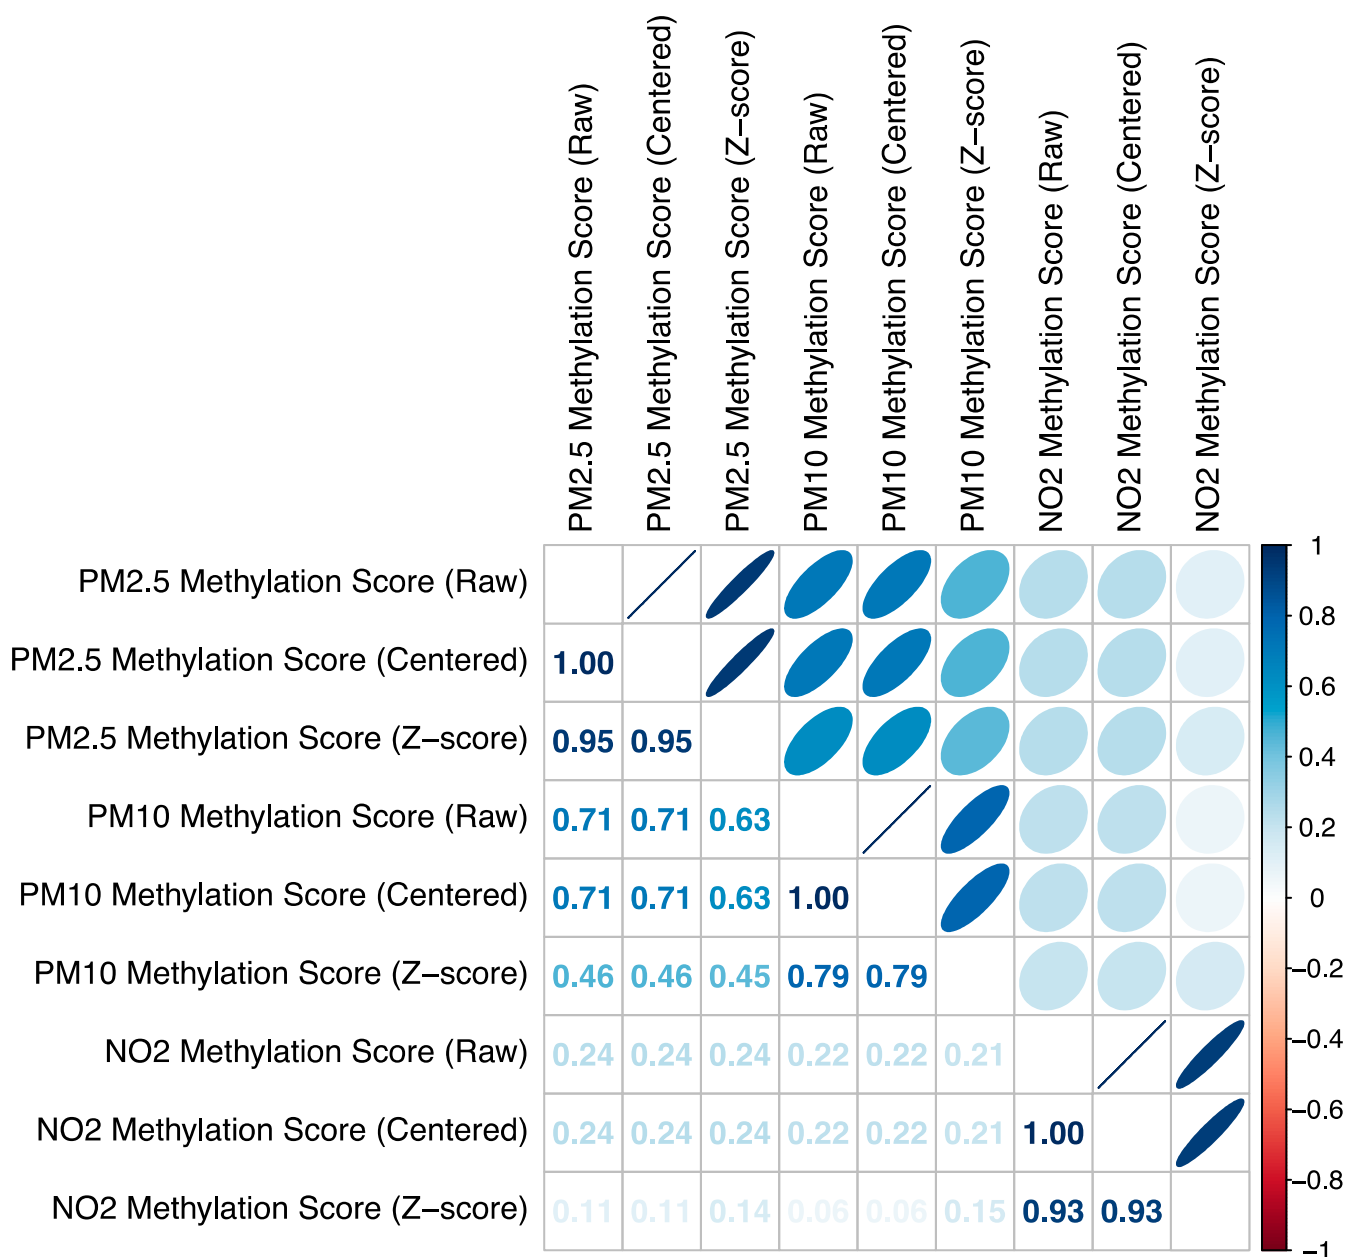 PM2.5 Methylation Score (Raw)
PM2.5 Methylation Score (Centered)
PM2.5 Methylation Score (Z−score)
PM10 Methylation Score (Raw)
PM10 Methylation Score (Centered)
PM10 Methylation Score (Z−score)
NO2 Methylation Score (Raw)
NO2 Methylation Score (Centered)
NO2 Methylation Score (Z−score)
PM2.5 Methylation Score (Raw)
PM2.5 Methylation Score (Centered) 1.00
PM2.5 Methylation Score (Z−score) 0.95 0.95
PM10 Methylation Score (Raw) 0.71 0.71 0.63
PM10 Methylation Score (Centered) 0.71 0.71 0.63 1.00
PM10 Methylation Score (Z−score) 0.46 0.46 0.45 0.79 0.79
NO2 Methylation Score (Raw) 0.24 0.24 0.24 0.22 0.22 0.21
NO2 Methylation Score (Centered) 0.24 0.24 0.24 0.22 0.22 0.21 1.00
NO2 Methylation Score (Z−score) 0.11 0.11 0.14 0.06 0.06 0.15 0.93 0.93
1
0.8
0.6
0.4
0.2
0
−0.2
−0.4
−0.6
−0.8
−1